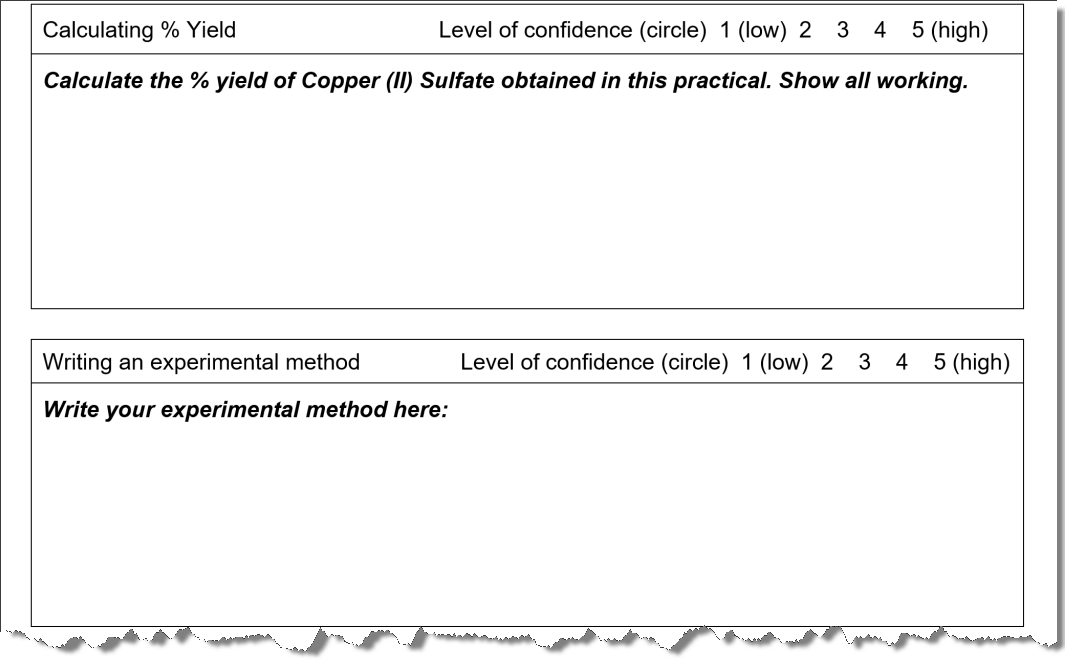 Calculating % Yield Level of confidence (circle) 1 (low) 2 3 4 5 (high)
Calculate the % yield of Copper (II) Sulfate obtained in this practical. Show all working.
Writing an experimental method Level of confidence (circle) 1 (low) 2 3 4 5 (high)
Write your experimental method here: